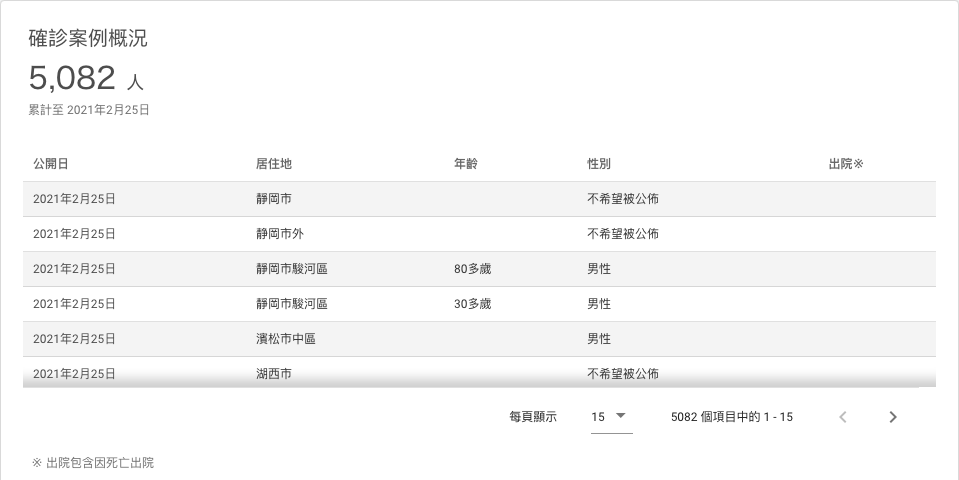 確診案例概況
5,082 人
累計至 2021年2月25日
公開日 居住地 年齡 性別 出院※
2021年2月25日 靜岡市 不希望被公佈
2021年2月25日 靜岡市外 不希望被公佈
2021年2月25日 靜岡市駿河區 80多歲 男性
2021年2月25日 靜岡市駿河區 30多歲 男性
2021年2月25日 濱松市中區 男性
2021年2月25日 湖西市 不希望被公佈
每頁顯示 15 5082 個項目中的 1 - 15
※ 出院包含因死亡出院